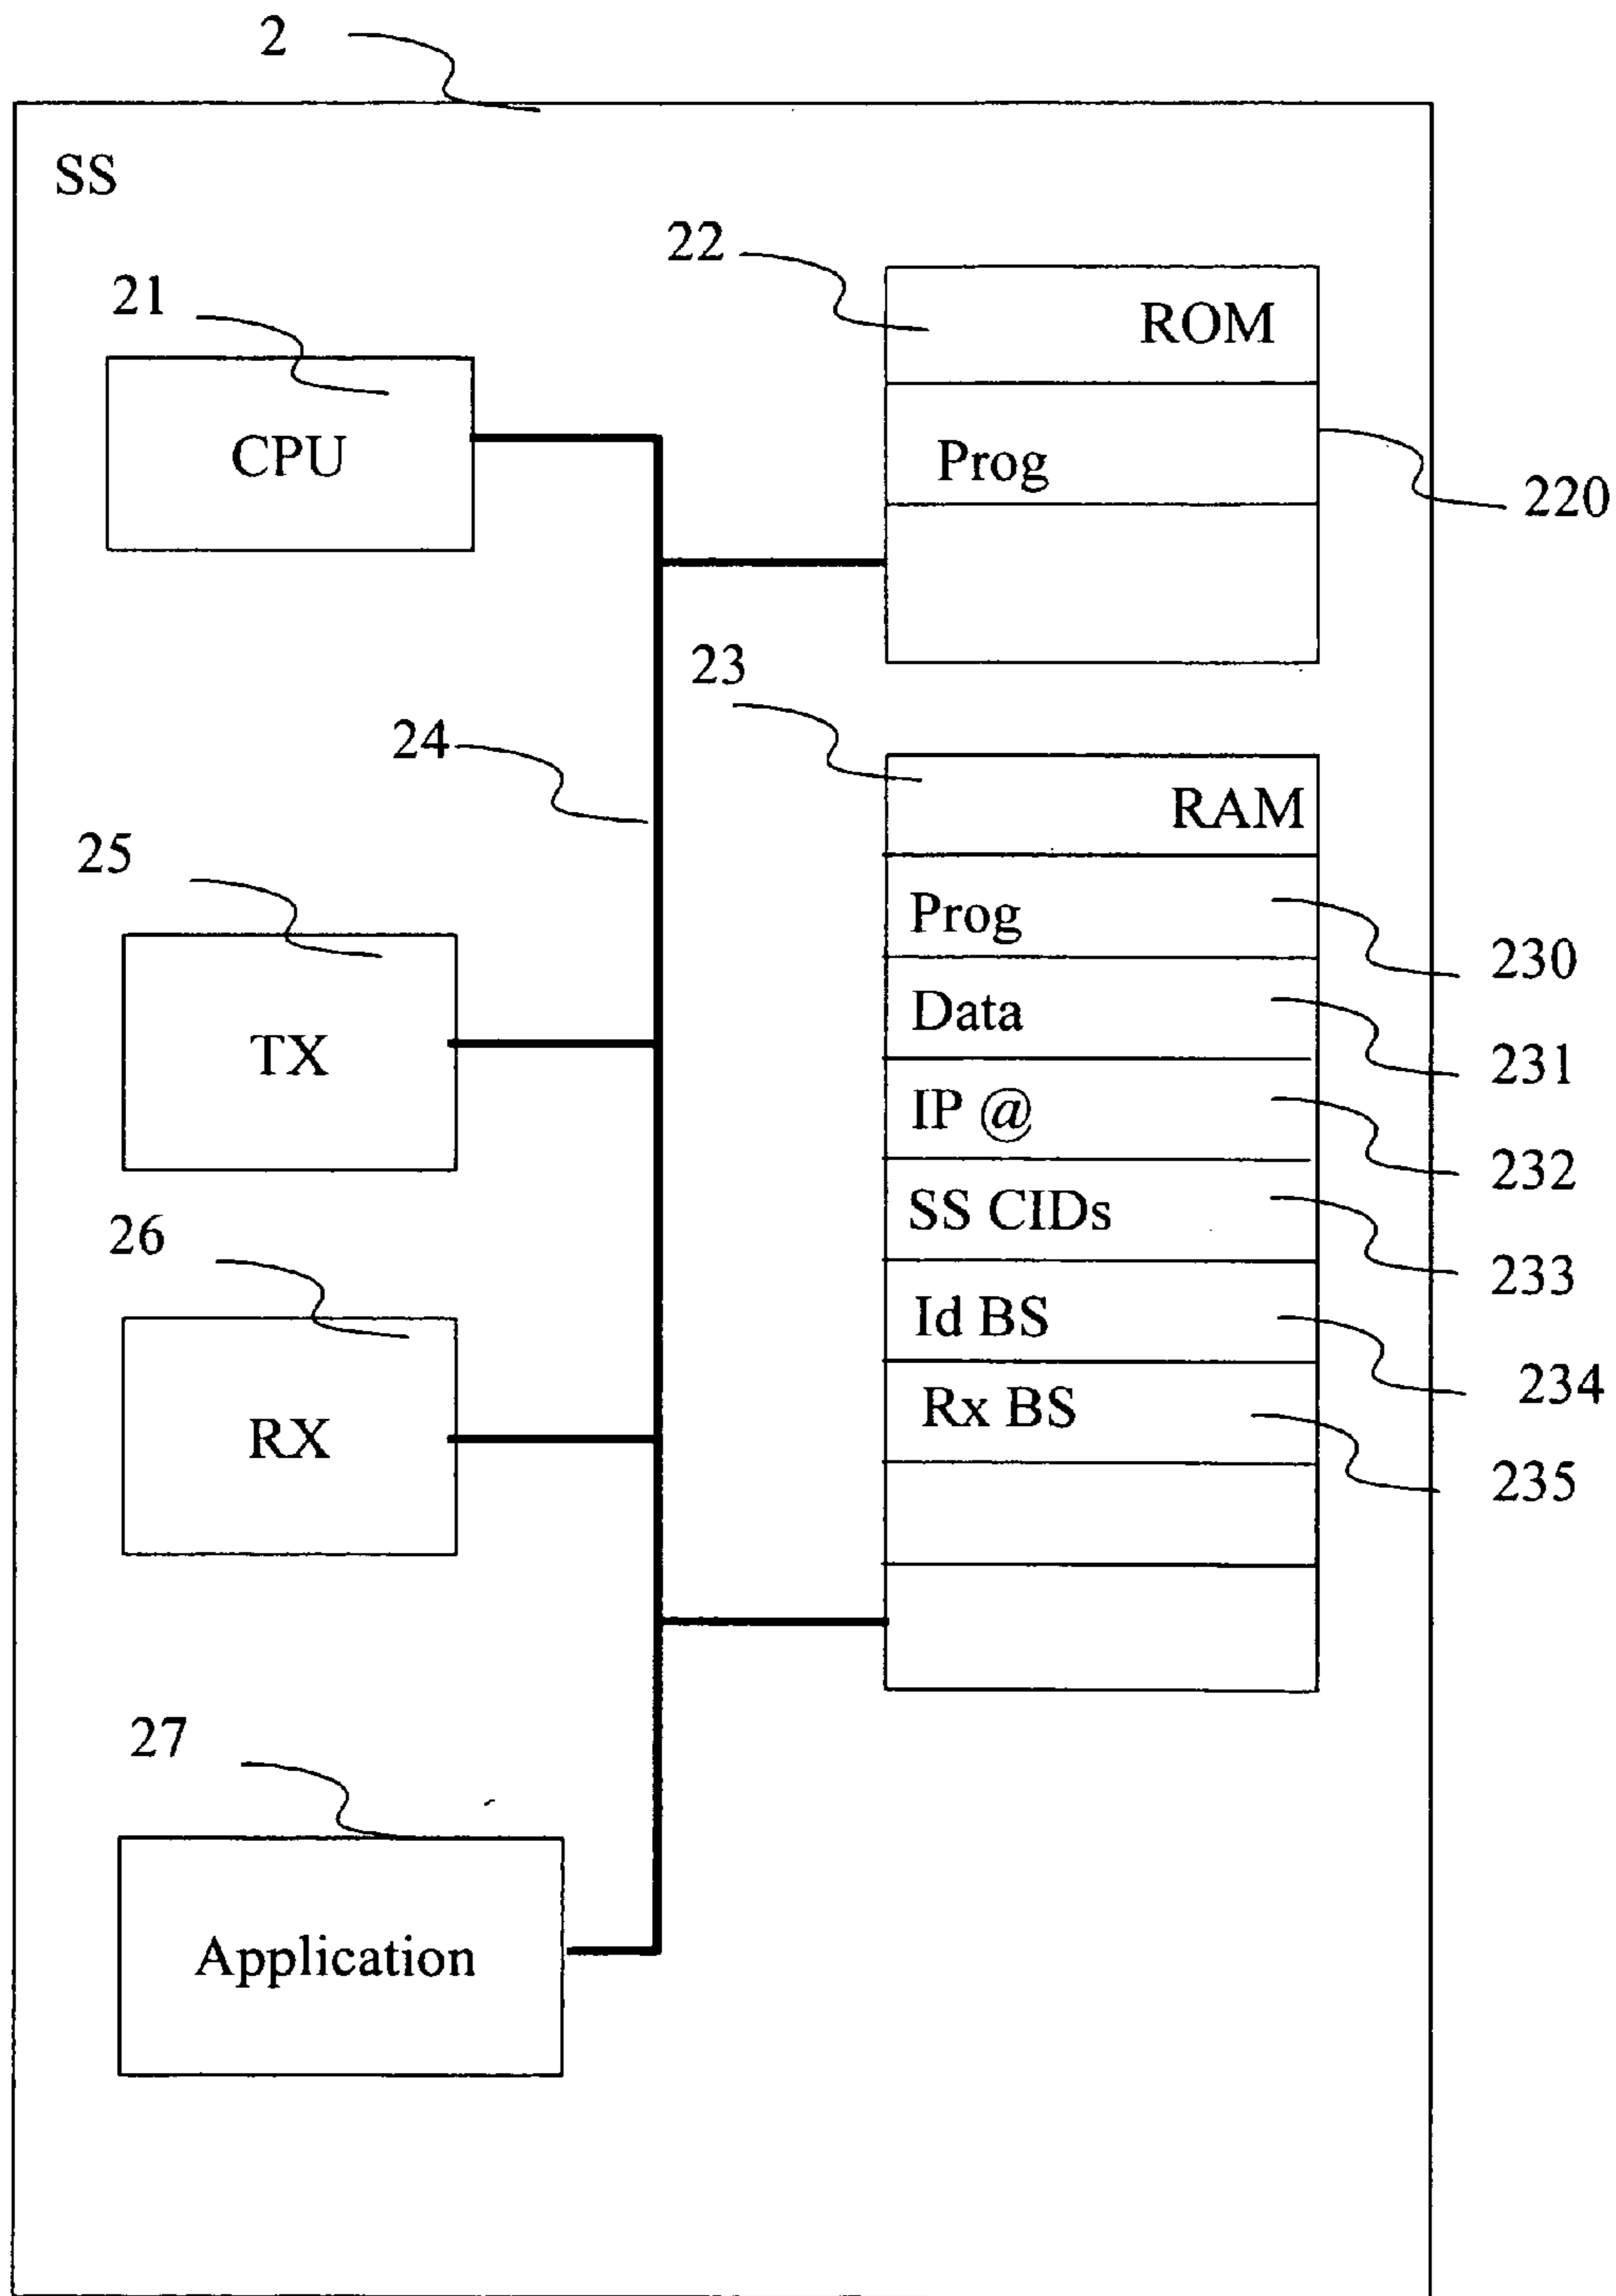 2
SS
22
21
ROM
CPU
Prog
220
23
24
RAM
25
Prog
230
Data
231
TX
IP @
232
SS CIDs
26
233
Id BS
234
Rx BS
RX
235
27
Application